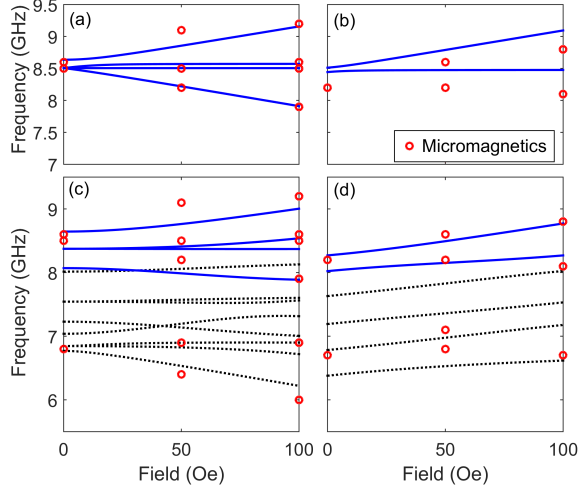 9.5
(a)
(b)
9
8.5
8
7.5
7
Frequency (GHz)
Micromagnetics
(c)
(d)
9
8
7
6
Frequency (GHz)
0
50
100
0
50
100
Field (Oe)
Field (Oe)